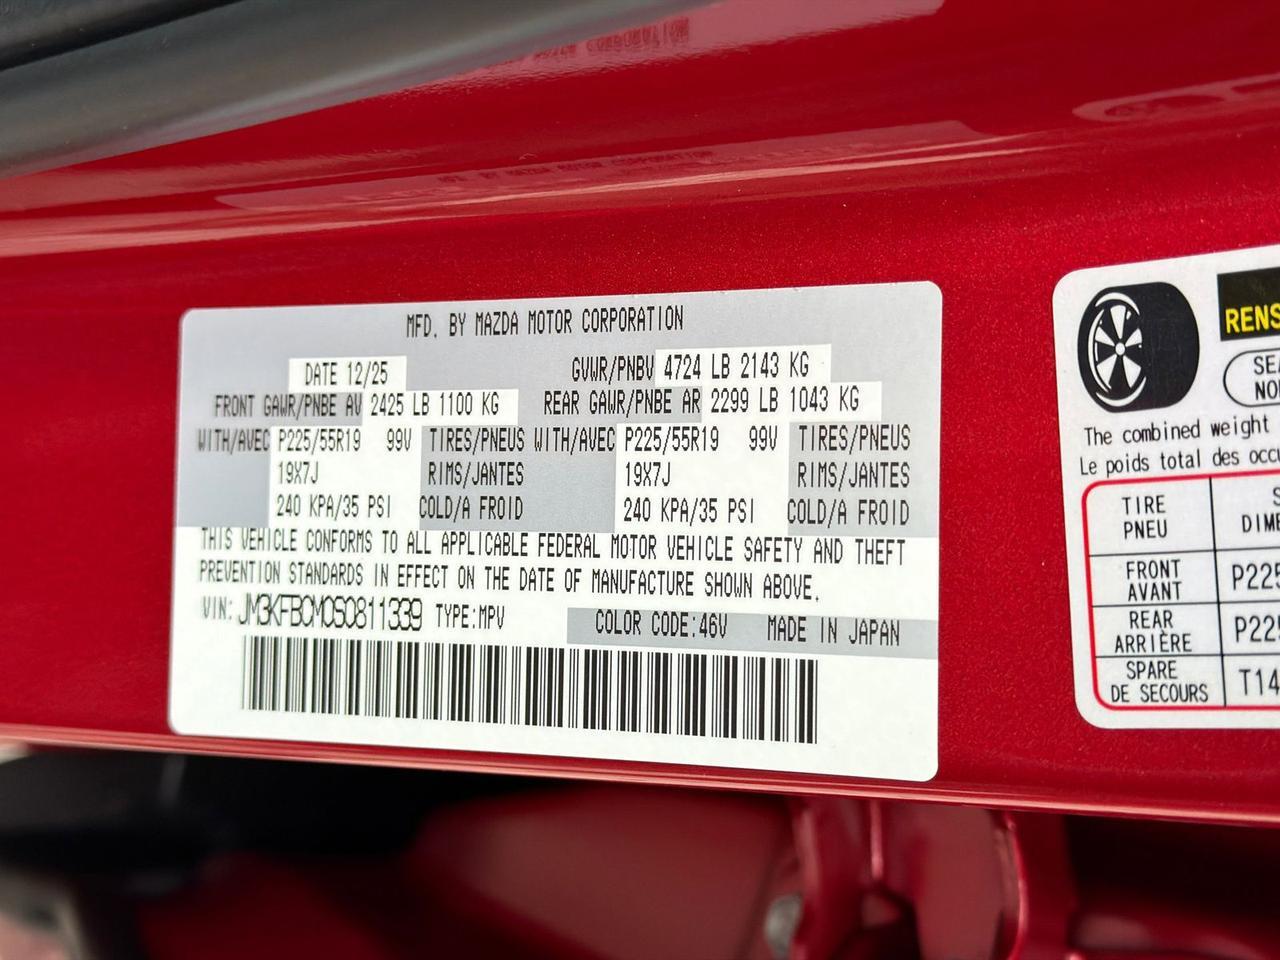 MFD. BY MAZDA MOTOR CORPORATION
DATE 12/25 GVWR/PNBV 4724 LB 2143 KG
FRONT GAWR/PNBE AV 2425 LB 1100 KG REAR GAWR/PNBE AR 2299 LB 1043 KG
WITH/AVEC P225/55R19 99V TIRES/PNEUS WITH/AVEC P225/55R19 99V TIRES/PNEUS
19X7J RIMS/JANTES 19X7J RIMS/JANTES
240 KPA/35 PSI COLD/A FROID 240 KPA/35 PSI COLD/A FROID
THIS VEHICLE CONFORMS TO ALL APPLICABLE FEDERAL MOTOR VEHICLE SAFETY AND THEFT
PREVENTION STANDARDS IN EFFECT ON THE DATE OF MANUFACTURE SHOWN ABOVE.
VIN: JM3KFBCM0S0811339 TYPE:MPV COLOR CODE:46V MADE IN JAPAN
RENS
SEA
NO
The combined weight
Le poids total des occu
TIRE
PNEU
S
DIME
FRONT
AVANT
P225
REAR
ARRIÈRE
P225
SPARE
DE SECOURS
T14